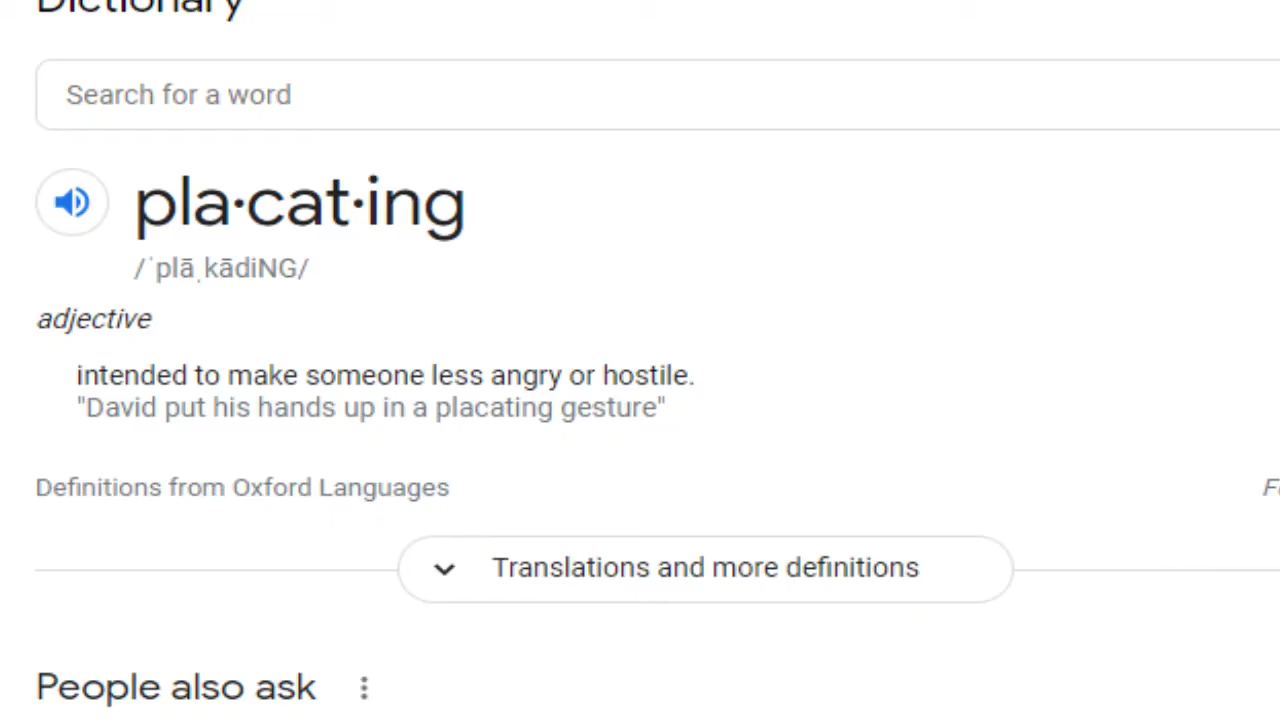 Dictionary
Search for a word
pla·cat·ing
/ˈplāˌkādiNG/
adjective
intended to make someone less angry or hostile.
"David put his hands up in a placating gesture"
Definitions from Oxford Languages
Translations and more definitions
People also ask